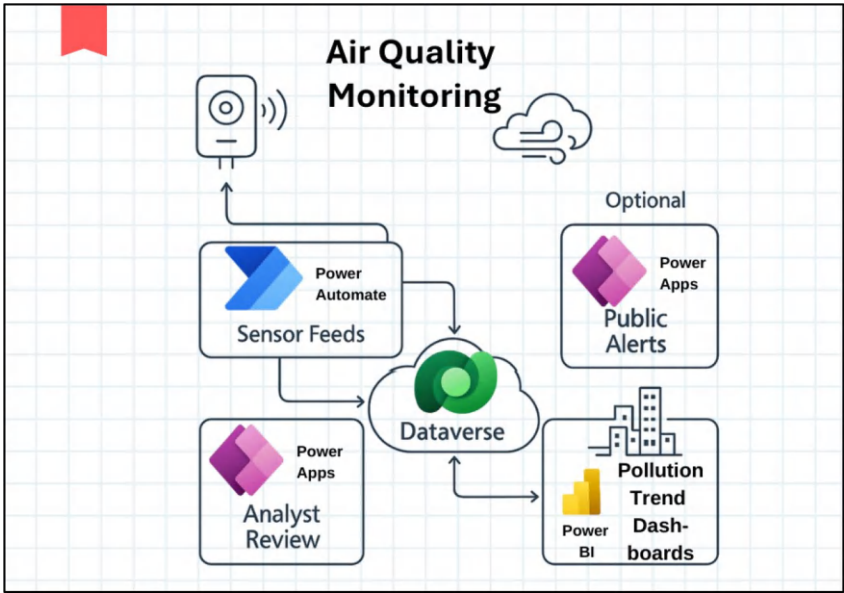 Air Quality
Monitoring
Optional
Power
Automate
Sensor Feeds
Power
Apps
Public
Alerts
Dataverse
Power
Apps
Analyst
Review
Power
BI
Pollution
Trend
Dash-
boards